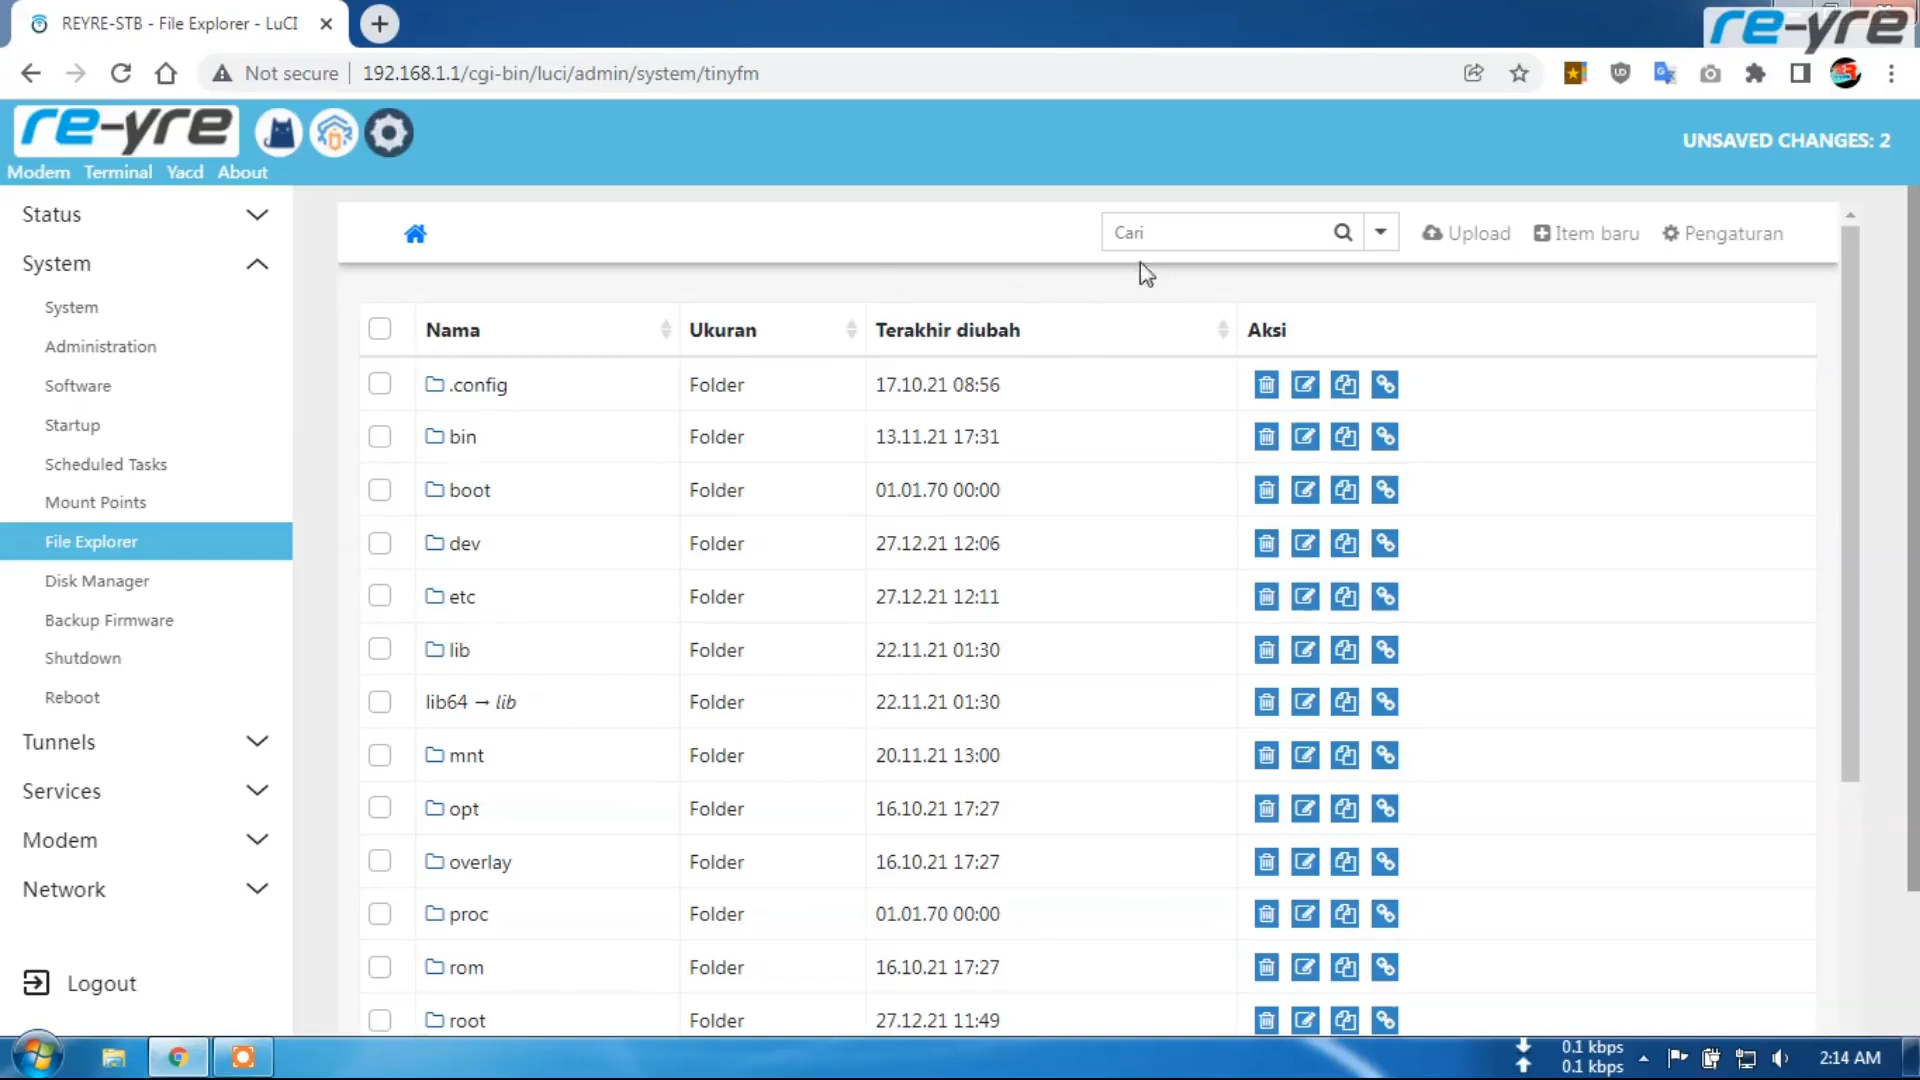 REYRE-STB - File Explorer - LuCI
re-yre
Not secure
192.168.1.1/cgi-bin/luci/admin/system/tinyfm
re-yre
UNSAVED CHANGES: 2
Modem Terminal Yacd About
Status
System
System
Administration
Software
Startup
Scheduled Tasks
Mount Points
File Explorer
Disk Manager
Backup Firmware
Shutdown
Reboot
Tunnels
Services
Modem
Network
Logout
Cari
Upload
Item baru
Pengaturan
Nama Ukuran Terakhir diubah Aksi
.config Folder 17.10.21 08:56
bin Folder 13.11.21 17:31
boot Folder 01.01.70 00:00
dev Folder 27.12.21 12:06
etc Folder 27.12.21 12:11
lib Folder 22.11.21 01:30
lib64 → lib Folder 22.11.21 01:30
mnt Folder 20.11.21 13:00
opt Folder 16.10.21 17:27
overlay Folder 16.10.21 17:27
proc Folder 01.01.70 00:00
rom Folder 16.10.21 17:27
root Folder 27.12.21 11:49
0.1 kbps
0.1 kbps
2:14 AM